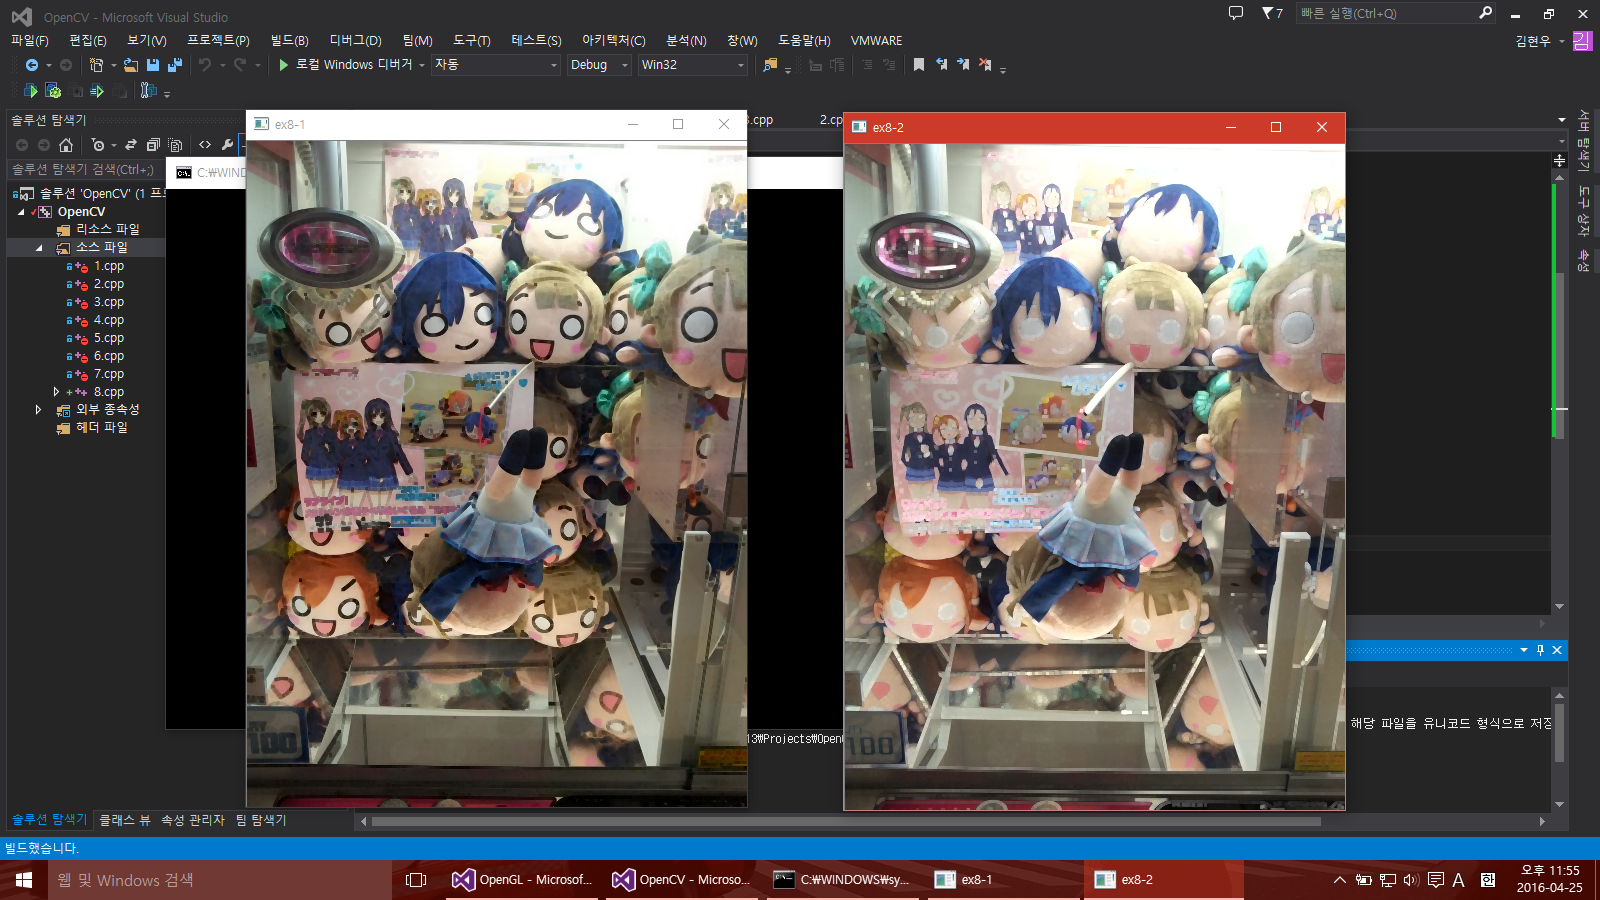 OpenCV - Microsoft Visual Studio
7
빠른 실행(Ctrl+Q)
파일(F) 편집(E) 보기(V) 프로젝트(P) 빌드(B) 디버그(D) 팀(M) 도구(T) 테스트(S) 아키텍처(C) 분석(N) 창(W) 도움말(H) VMWARE
김현우
김
로컬 Windows 디버거 자동 Debug Win32
솔루션 탐색기
ex8-1
3.cpp 2.c
ex8-2
서버 탐색기
도구 상자
속성
솔루션 탐색기 검색(Ctrl+;)
C:\WIND
솔루션 'OpenCV' (1 프로
OpenCV
리소스 파일
소스 파일
1.cpp
2.cpp
3.cpp
4.cpp
5.cpp
6.cpp
7.cpp
8.cpp
외부 종속성
헤더 파일
해당 파일을 유니코드 형식으로 저장
13\Projects\Open
100
솔루션 탐색기 클래스 뷰 속성 관리자 팀 탐색기
빌드했습니다.
웹 및 Windows 검색
OpenGL - Microsof...
OpenCV - Microso...
C:\WINDOWS\sy...
ex8-1
ex8-2
A 한
오후 11:55
2016-04-25